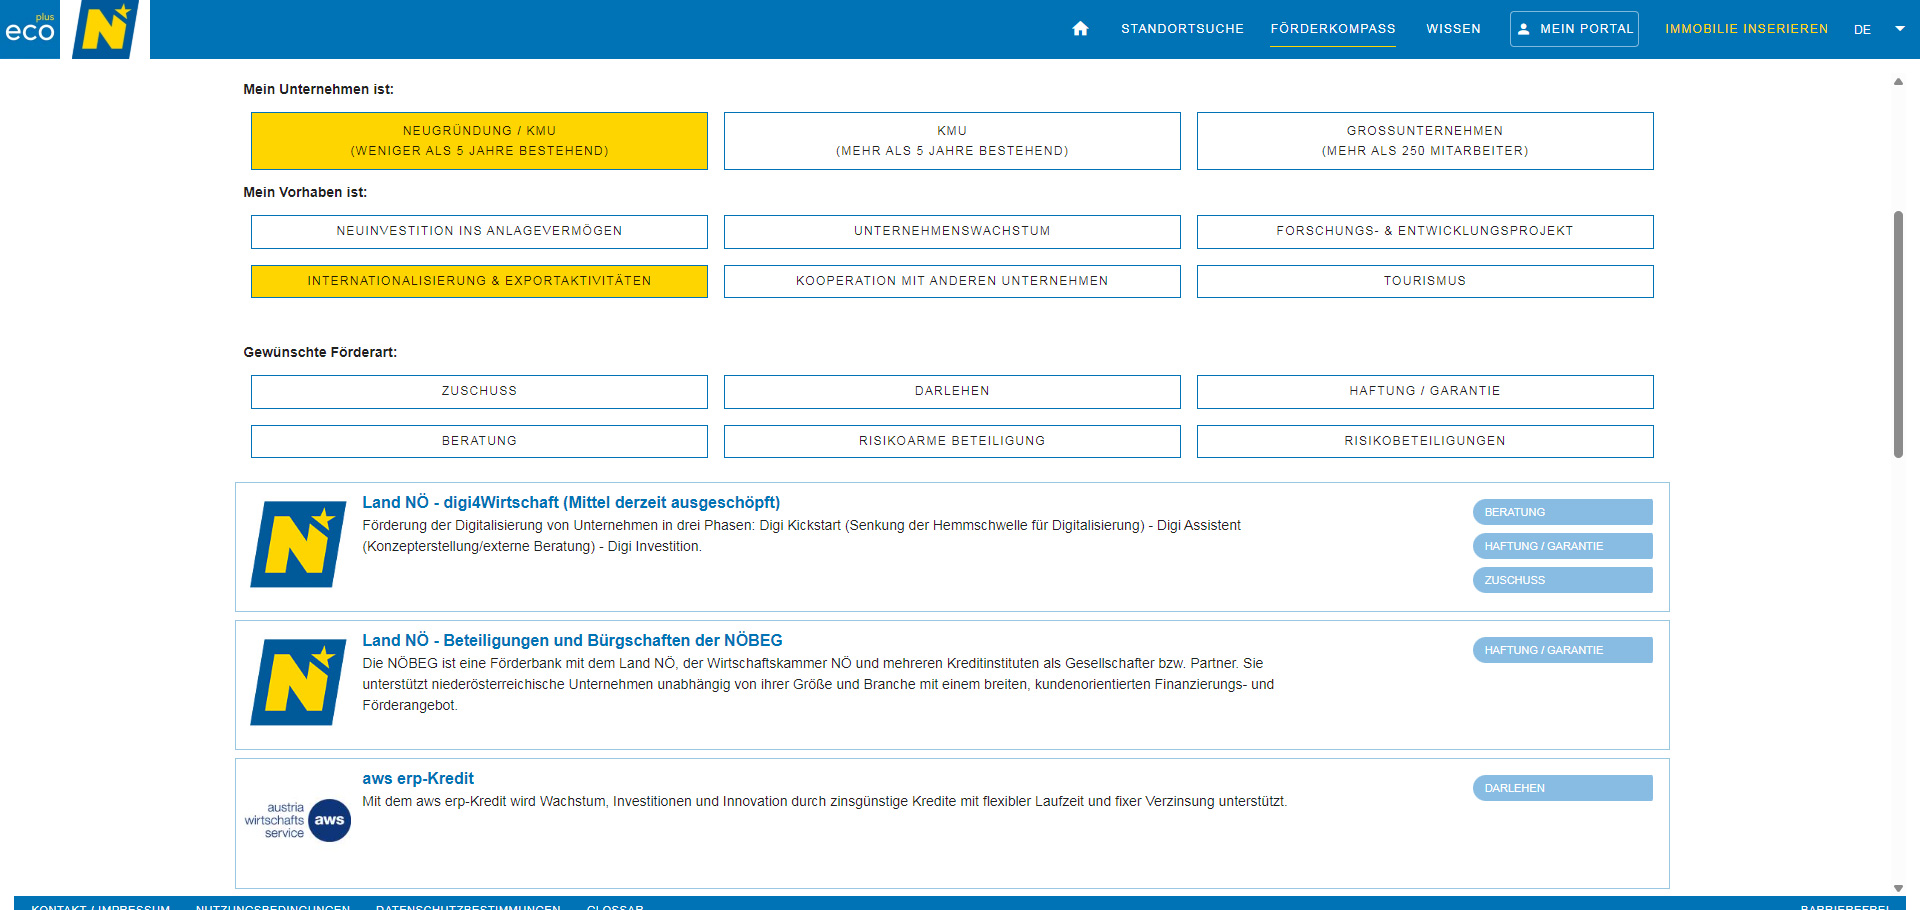 plus
eco
STANDORTSUCHE FÖRDERKOMPASS WISSEN MEIN PORTAL IMMOBILIE INSERIEREN DE
Mein Unternehmen ist:
NEUGRÜNDUNG / KMU
(WENIGER ALS 5 JAHRE BESTEHEND)
KMU
(MEHR ALS 5 JAHRE BESTEHEND)
GROSSUNTERNEHMEN
(MEHR ALS 250 MITARBEITER)
Mein Vorhaben ist:
NEUINVESTITION INS ANLAGEVERMÖGEN
UNTERNEHMENSWACHSTUM
FORSCHUNGS- & ENTWICKLUNGSPROJEKT
INTERNATIONALISIERUNG & EXPORTAKTIVITÄTEN
KOOPERATION MIT ANDEREN UNTERNEHMEN
TOURISMUS
Gewünschte Förderart:
ZUSCHUSS
DARLEHEN
HAFTUNG / GARANTIE
BERATUNG
RISIKOARME BETEILIGUNG
RISIKOBETEILIGUNGEN
Land NÖ - digi4Wirtschaft (Mittel derzeit ausgeschöpft)
Förderung der Digitalisierung von Unternehmen in drei Phasen: Digi Kickstart (Senkung der Hemmschwelle für Digitalisierung) - Digi Assistent
(Konzepterstellung/externe Beratung) - Digi Investition.
BERATUNG
HAFTUNG / GARANTIE
ZUSCHUSS
Land NÖ - Beteiligungen und Bürgschaften der NÖBEG
Die NÖBEG ist eine Förderbank mit dem Land NÖ, der Wirtschaftskammer NÖ und mehreren Kreditinstituten als Gesellschafter bzw. Partner. Sie
unterstützt niederösterreichische Unternehmen unabhängig von ihrer Größe und Branche mit einem breiten, kundenorientierten Finanzierungs- und
Förderangebot.
HAFTUNG / GARANTIE
austria
wirtschafts
service
aws
aws erp-Kredit
Mit dem aws erp-Kredit wird Wachstum, Investitionen und Innovation durch zinsgünstige Kredite mit flexibler Laufzeit und fixer Verzinsung unterstützt.
DARLEHEN
KONTAKT / IMPRESSUM NUTZUNGSBEDINGUNGEN DATENSCHUTZBESTIMMUNGEN GLOSSAR BARRIEREFREI